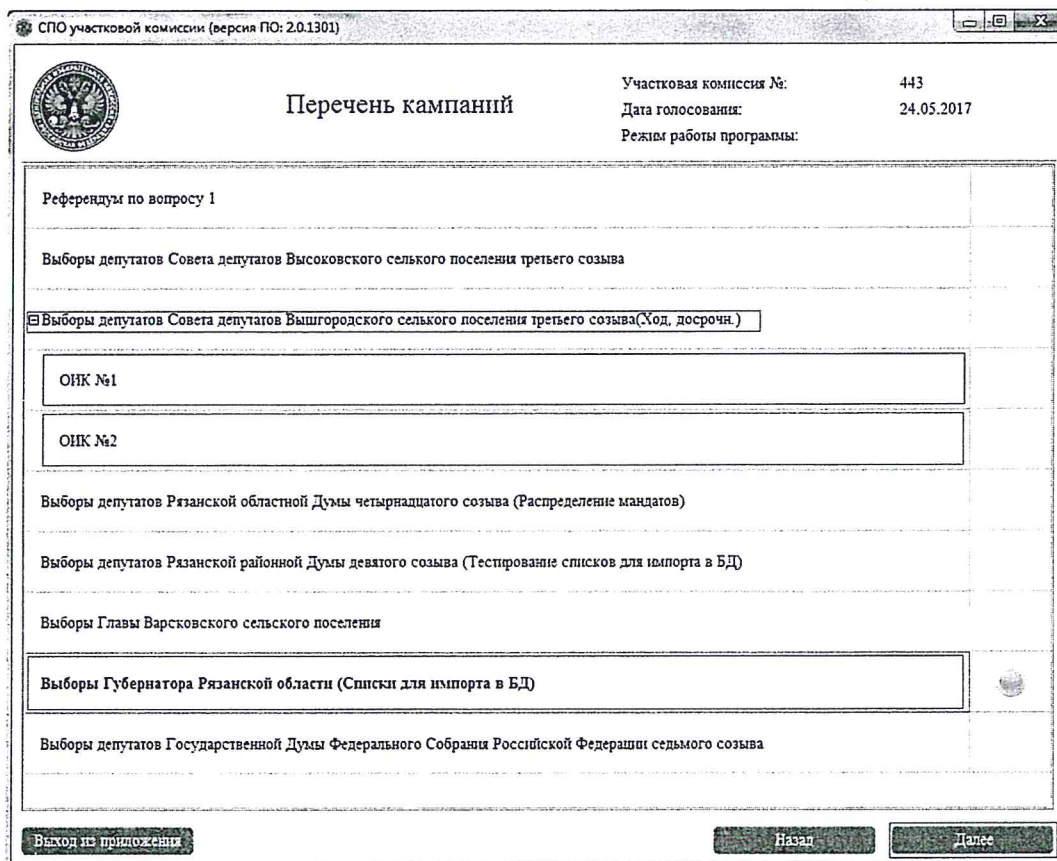 СПО участковой комиссии (версия ПО: 2.0.1301)
Перечень кампаний
Участковая комиссия №: 443
Дата голосования: 24.05.2017
Режим работы программы:
Референдум по вопросу 1
Выборы депутатов Совета депутатов Высоковского селького поселения третьего созыва
Выборы депутатов Совета депутатов Вышгородского селького поселения третьего созыва(Ход, досрочн.)
ОИК №1
ОИК №2
Выборы депутатов Рязанской областной Думы четырнадцатого созыва (Распределение мандатов)
Выборы депутатов Рязанской районной Думы девятого созыва (Тестирование списков для импорта в БД)
Выборы Главы Варсковского сельского поселения
Выборы Губернатора Рязанской области (Списки для импорта в БД)
Выборы депутатов Государственной Думы Федерального Собрания Российской Федерации седьмого созыва
Выход из приложения
Назад
Далее